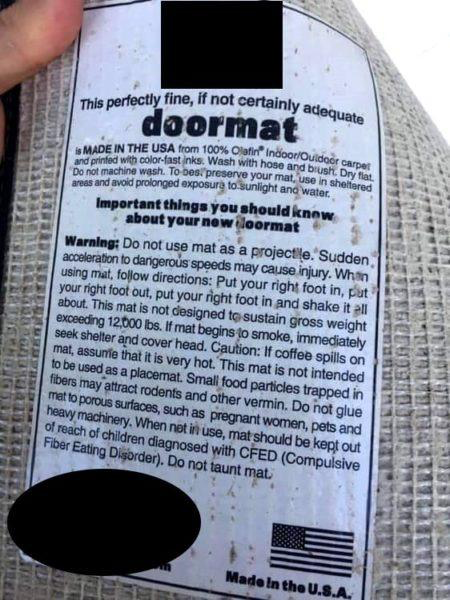 This perfectly fine, if not certainly adequate
doormat
is MADE IN THE USA from 100% Olafin® Indoor/Outdoor carpet
and printed with color-fast inks. Wash with hose and brush. Dry flat.
Do not machine wash. To best preserve your mat, use in sheltered
areas and avoid prolonged exposure to sunlight and water.
Important things you should know
about your new doormat
Warning: Do not use mat as a projectile. Sudden
acceleration to dangerous speeds may cause injury. When
using mat, follow directions: Put your right foot in, put
your right foot out, put your right foot in and shake it all
about. This mat is not designed to sustain gross weight
exceeding 12,000 lbs. If mat begins to smoke, immediately
seek shelter and cover head. Caution: If coffee spills on
mat, assume that it is very hot. This mat is not intended
to be used as a placemat. Small food particles trapped in
fibers may attract rodents and other vermin. Do not glue
mat to porous surfaces, such as pregnant women, pets and
heavy machinery. When not in use, mat should be kept out
of reach of children diagnosed with CFED (Compulsive
Fiber Eating Disorder). Do not taunt mat.
Made in the U.S.A.